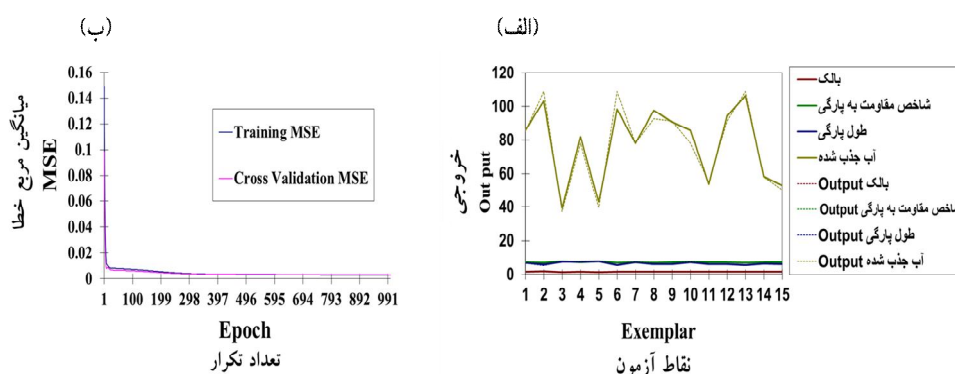 (ب)
میانگین مربع خطا
MSE
0.16
0.14
0.12
0.1
0.08
0.06
0.04
0.02
0
Training MSE
Cross Validation MSE
1 100 199 298 397 496 595 694 793 892 991
Epoch
تعداد تکرار
(الف)
خروجی
Out put
120
100
80
60
40
20
0
1 2 3 4 5 6 7 8 9 10 11 12 13 14 15
Exemplar
نقاط آزمون
بالک
شاخص مقاومت به پارگی
طول پارگی
آب جذب شده
بالک Output
شاخص مقاومت به پارگی Output
طول پارگی Output
آب جذب شده Output